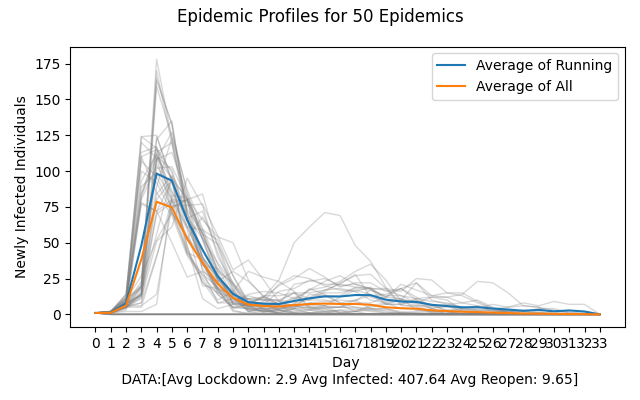 Epidemic Profiles for 50 Epidemics
Average of Running
Average of All
175
150
125
100
75
50
25
0
Newly Infected Individuals
0 1 2 3 4 5 6 7 8 9 10 11 12 13 14 15 16 17 18 19 20 21 22 23 24 25 26 27 28 29 30 31 32 33
Day
DATA:[Avg Lockdown: 2.9 Avg Infected: 407.64 Avg Reopen: 9.65]